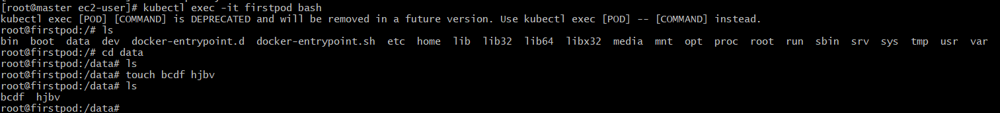 [root@master ec2-user]# kubectl exec -it firstpod bash
kubectl exec [POD] [COMMAND] is DEPRECATED and will be removed in a future version. Use kubectl exec [POD] -- [COMMAND] instead.
root@firstpod:/# ls
bin  boot  data  dev  docker-entrypoint.d  docker-entrypoint.sh  etc  home  lib  lib32  lib64  libx32  media  mnt  opt  proc  root  run  sbin  srv  sys  tmp  usr  var
root@firstpod:/# cd data
root@firstpod:/data# ls
root@firstpod:/data# touch bcdf hjbv
root@firstpod:/data# ls
bcdf  hjbv
root@firstpod:/data#